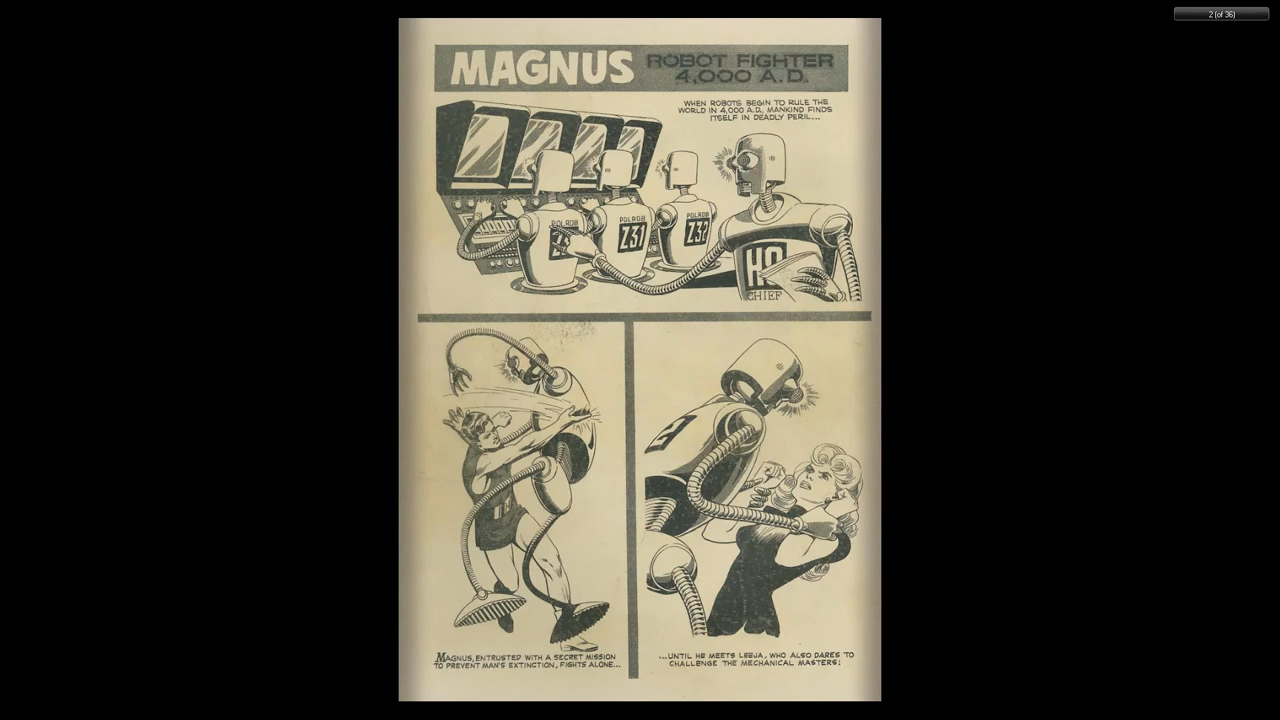 2 (of 36)
MAGNUS
ROBOT FIGHTER
4,000 A.D.
WHEN ROBOTS BEGIN TO RULE THE
WORLD IN 4,000 A.D., MANKIND FINDS
ITSELF IN DEADLY PERIL...
POLROB
POLROB
Z31
POLROB
Z32
HQ
CHIEF
MAGNUS, ENTRUSTED WITH A SECRET MISSION
TO PREVENT MAN'S EXTINCTION, FIGHTS ALONE...
...UNTIL HE MEETS LEEJA, WHO ALSO DARES TO
CHALLENGE THE MECHANICAL MASTERS!